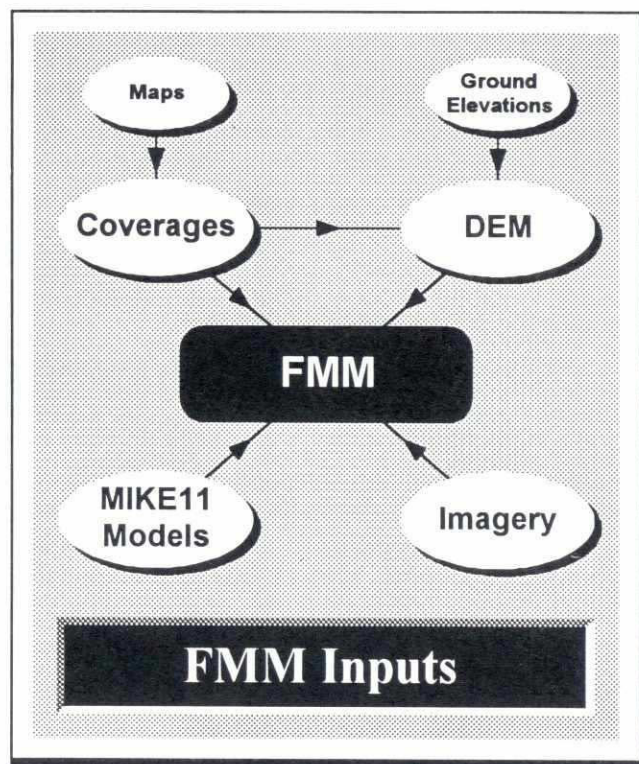 Maps
Ground
Elevations
Coverages
DEM
FMM
MIKE11
Models
Imagery
FMM Inputs